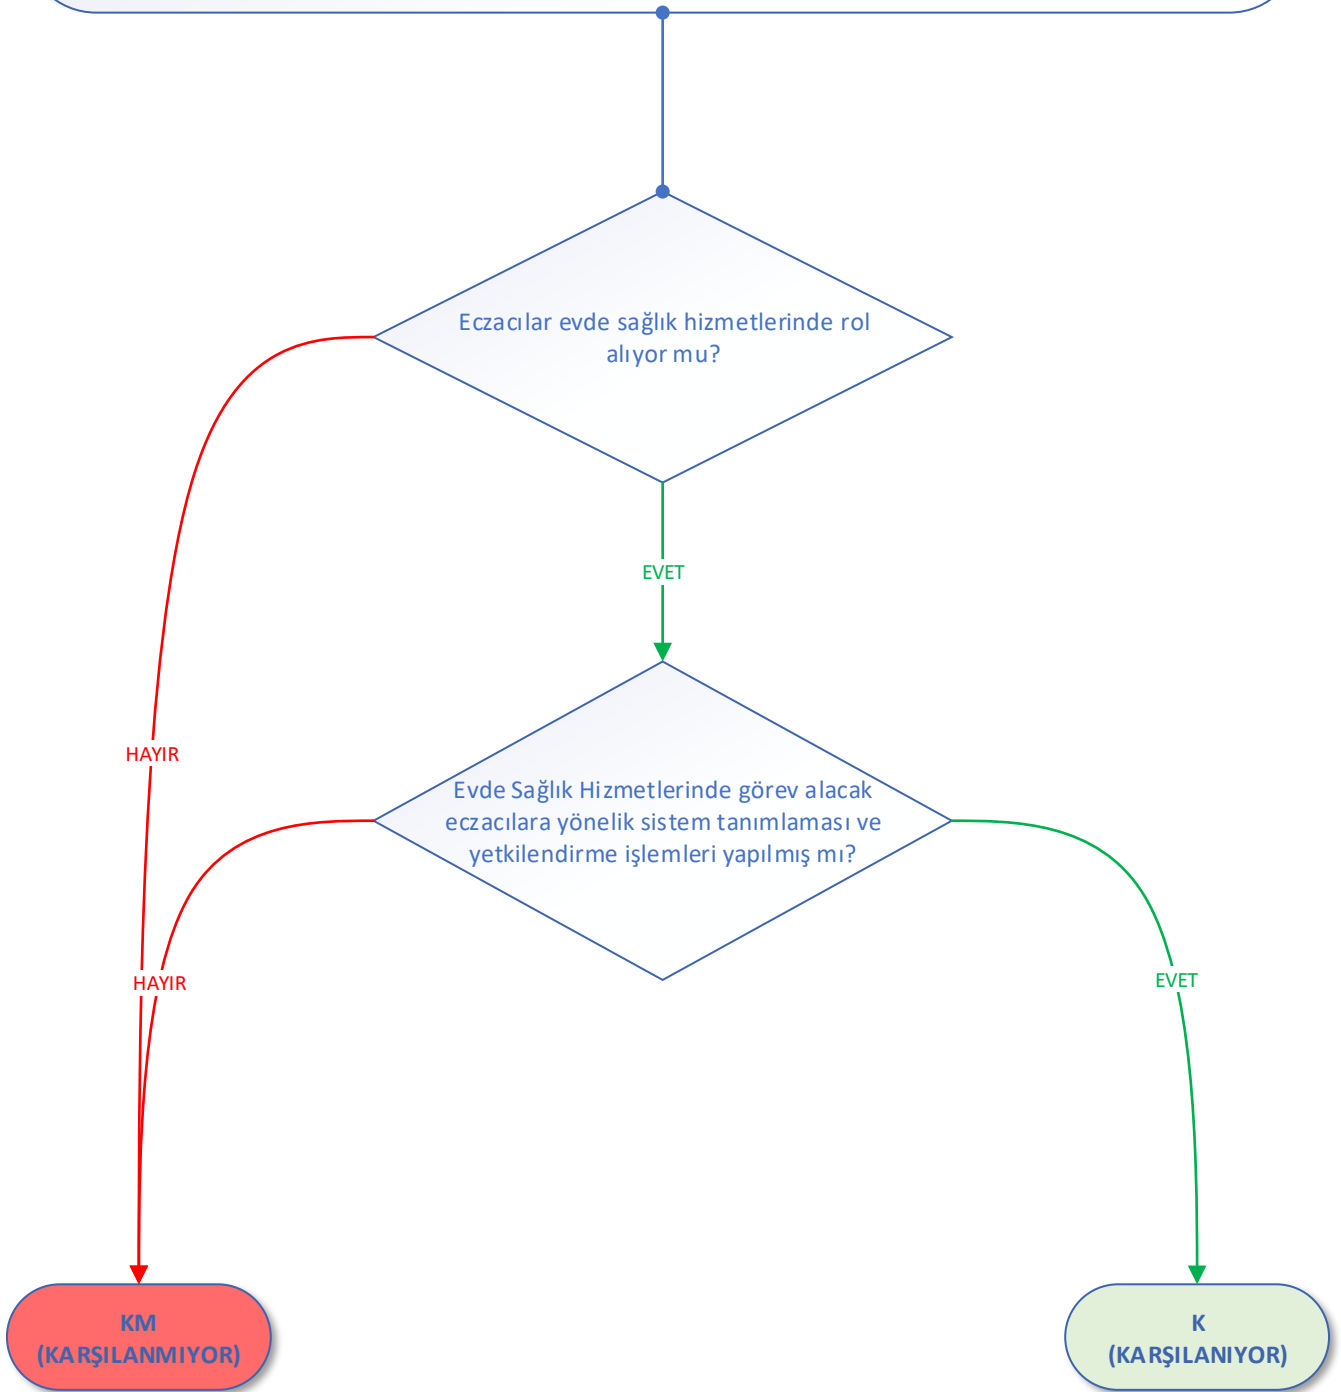 Eczacılar evde sağlık hizmetlerinde rol
alıyor mu?
EVET
HAYIR
Evde Sağlık Hizmetlerinde görev alacak
eczacılara yönelik sistem tanımlaması ve
yetkilendirme işlemleri yapılmış mı?
HAYIR
EVET
KM
(KARŞILANMIYOR)
K
(KARŞILANIYOR)